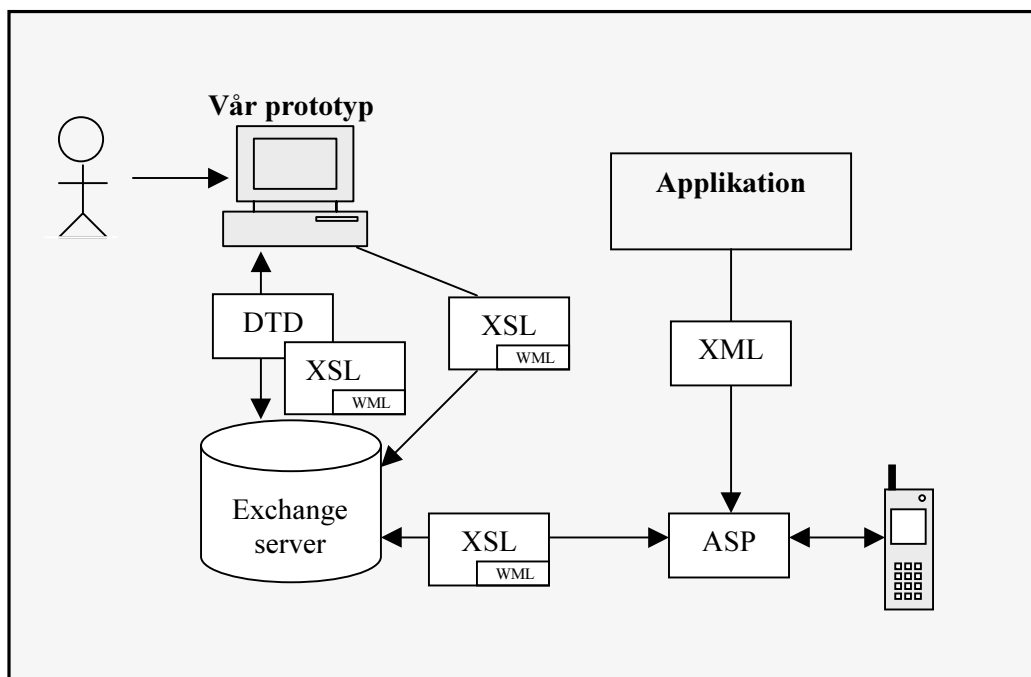 Vår prototyp
Applikation
DTD
XSL
WML
XSL
WML
XML
Exchange
server
XSL
WML
ASP